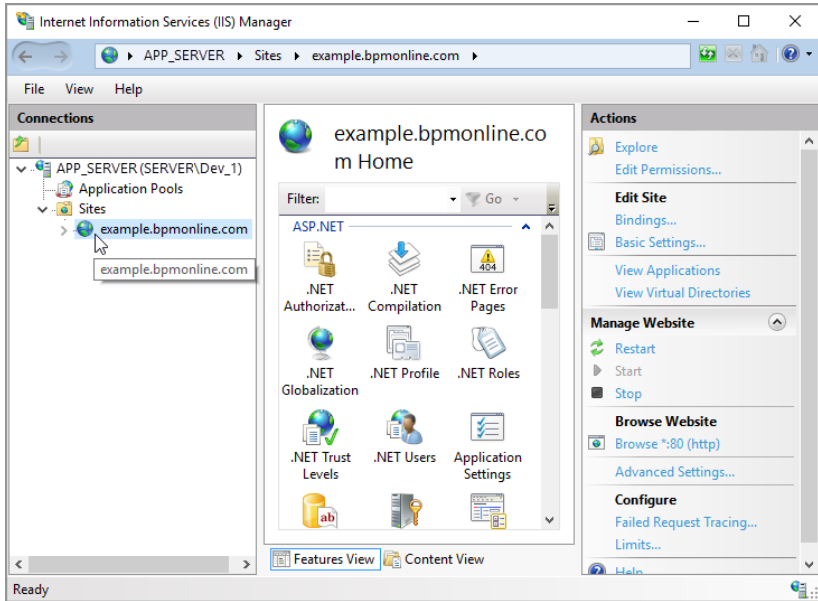 Internet Information Services (IIS) Manager
APP_SERVER
Sites
example.bpmonline.com
File View Help
Connections
APP_SERVER (SERVER\Dev_1)
Application Pools
Sites
example.bpmonline.com
example.bpmonline.com
example.bpmonline.co
m Home
Filter:
Go
ASP.NET
.NET
Authorizat...
.NET
Compilation
404
.NET Error
Pages
.NET
Globalization
.NET Profile
.NET Roles
.NET Trust
Levels
.NET Users
Application
Settings
ab
Features View
Content View
Actions
Explore
Edit Permissions...
Edit Site
Bindings...
Basic Settings...
View Applications
View Virtual Directories
Manage Website
Restart
Start
Stop
Browse Website
Browse *:80 (http)
Advanced Settings...
Configure
Failed Request Tracing...
Limits...
Help
Ready